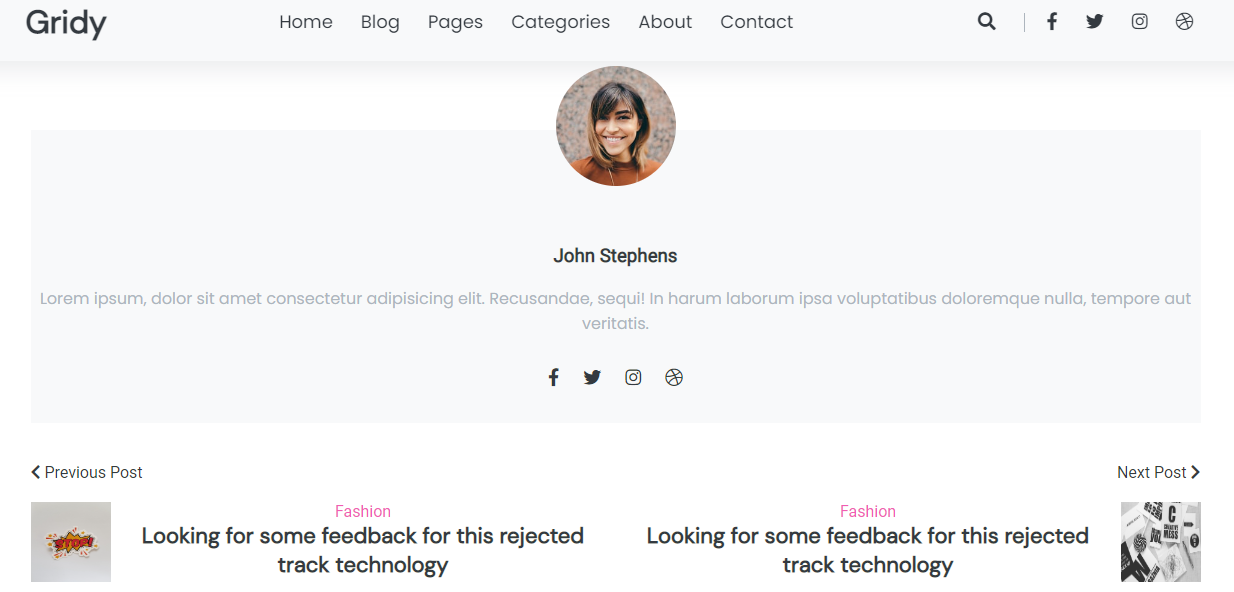 Gridy Home Blog Pages Categories About Contact
John Stephens
Lorem ipsum, dolor sit amet consectetur adipisicing elit. Recusandae, sequi! In harum laborum ipsa voluptatibus doloremque nulla, tempore aut
veritatis.
Previous Post
Next Post
Fashion
Looking for some feedback for this rejected
track technology
Fashion
Looking for some feedback for this rejected
track technology